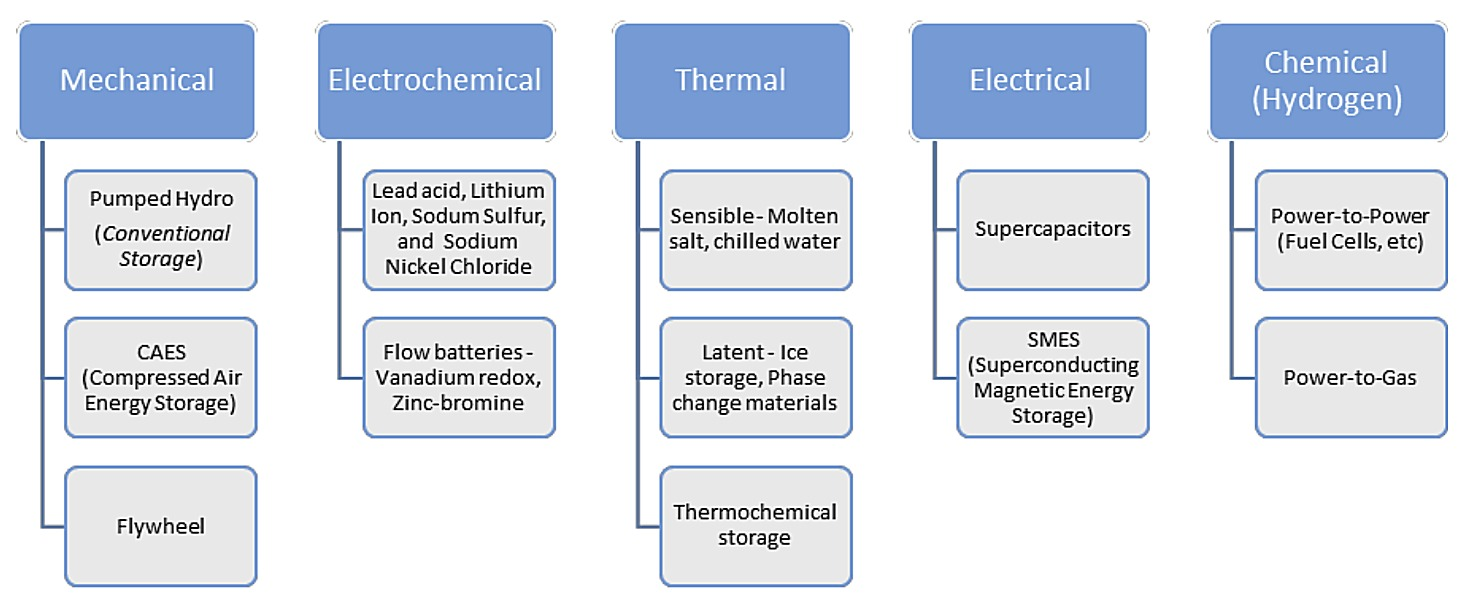 Mechanical
Pumped Hydro
(Conventional
Storage)
CAES
(Compressed Air
Energy Storage)
Flywheel
Electrochemical
Lead acid, Lithium
Ion, Sodum Sulfur,
and Sodium
Nickel Chloride
Flow batteries -
Vanadium redox,
Zinc-bromine
Thermal
Sensible - Molten
salt, chilled water
Latent - Ice
storage, Phase
change materials
Thermochemical
storage
Electrical
Supercapacitors
SMES
(Superconducting
Magnetic Energy
Storage)
Chemical
(Hydrogen)
Power-to-Power
(Fuel Cells, etc)
Power-to-Gas